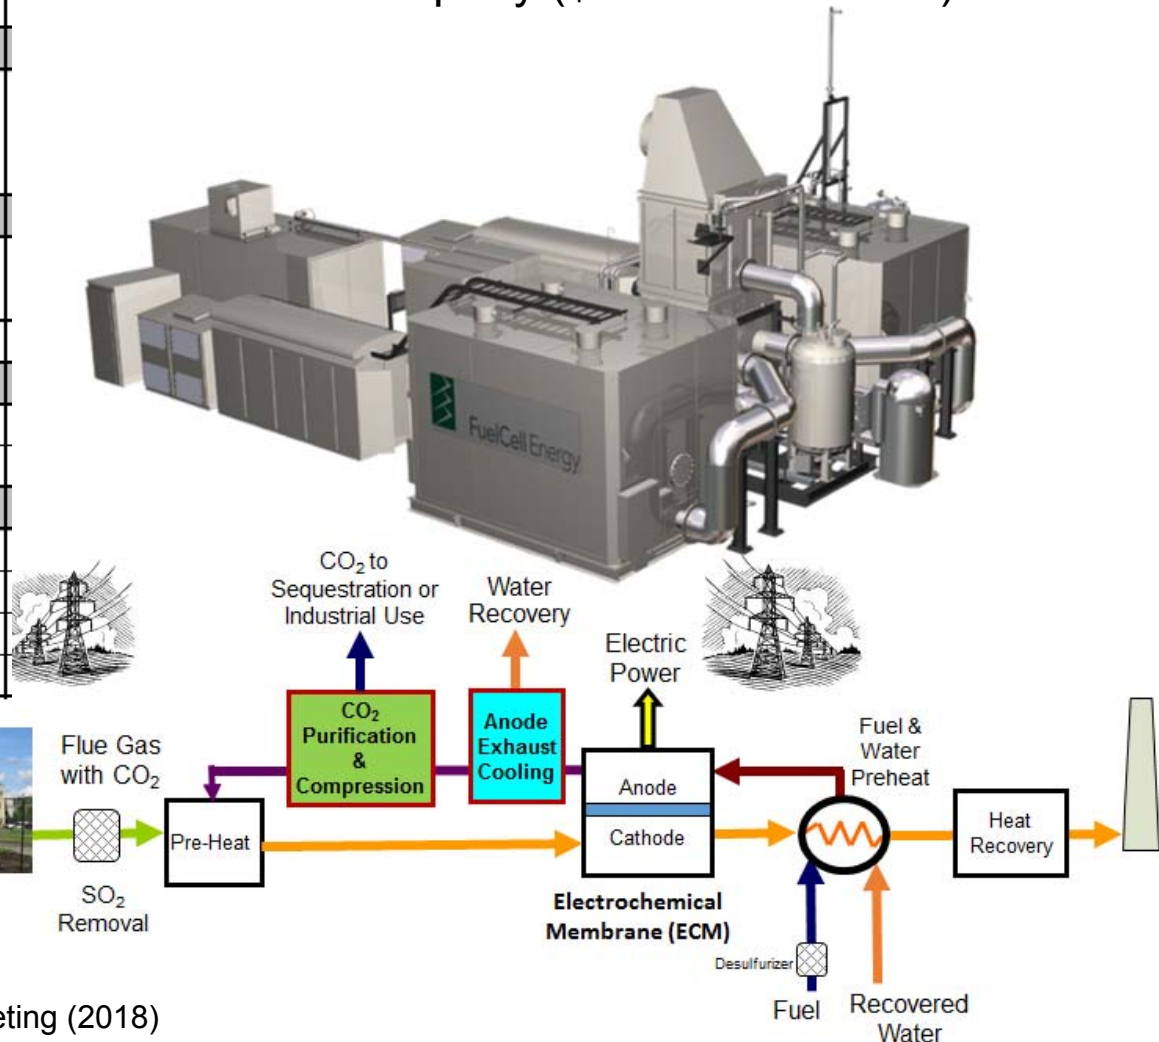 FuelCell Energy
CO₂ to
Sequestration or
Industrial Use
Water
Recovery
Electric
Power
Flue Gas
with CO₂
CO₂
Purification
&
Compression
Anode
Exhaust
Cooling
Fuel &
Water
Preheat
Anode
Cathode
Pre-Heat
Heat
Recovery
SO₂
Removal
Electrochemical
Membrane (ECM)
Desulfurizer
Fuel
Recovered
Water
(2018)